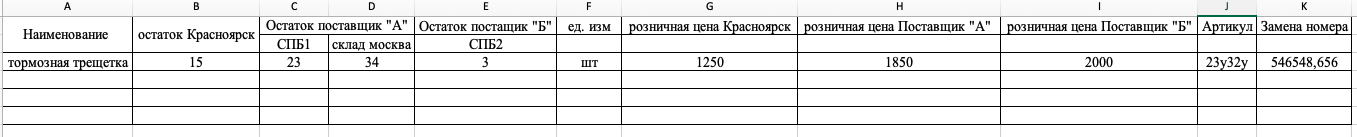 A B C D E F G H I J K
Наименование остаток Красноярск Остаток поставщик "А" Остаток постащик "Б" ед. изм розничная цена Красноярск розничная цена Поставщик "А" розничная цена Поставщик "Б" Артикул Замена номера
СПБ1 склад москва СПБ2
тормозная трещетка 15 23 34 3 шт 1250 1850 2000 23у32у 546548,656